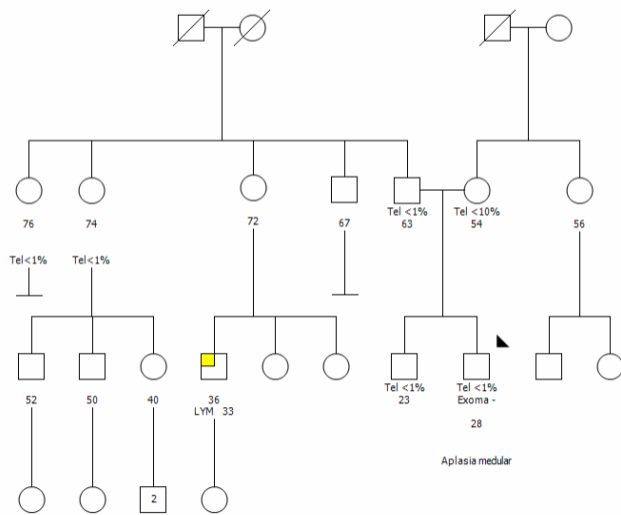 76
74
72
67
Tel <1%
63
Tel <10%
54
56
Tel<1%
Tel<1%
52
50
40
36
LYM 33
Tel <1%
23
Tel <1%
Exoma -
28
Aplasia medular
2